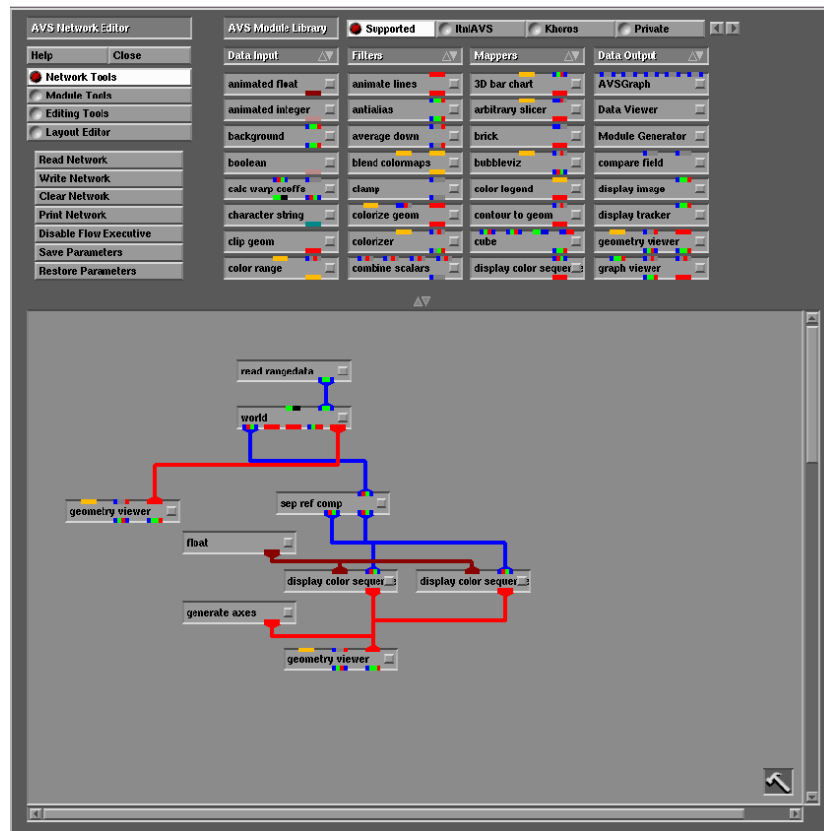 AVS Network Editor
AVS Module Library
Supported
ItulAVS
Khoros
Private
Help
Close
Network Tools
Module Tools
Editing Tools
Layout Editor
Read Network
Write Network
Clear Network
Print Network
Disable Flow Executive
Save Parameters
Restore Parameters
Data Input
animated float
animated integer
background
boolean
calc warp coeffs
character string
clip geom
color range
Filters
animate lines
antialias
average down
blend colormaps
clamp
colorize geom
colorizer
combine scalars
Mappers
3D bar chart
arbitrary slicer
brick
bubbleviz
color legend
contour to geom
cube
display color sequence
Data Output
AVSGraph
Data Viewer
Module Generator
compare field
display image
display tracker
geometry viewer
graph viewer
read rangedata
world
geometry viewer
sep ref comp
float
display color sequence
display color sequence
generate axes
geometry viewer